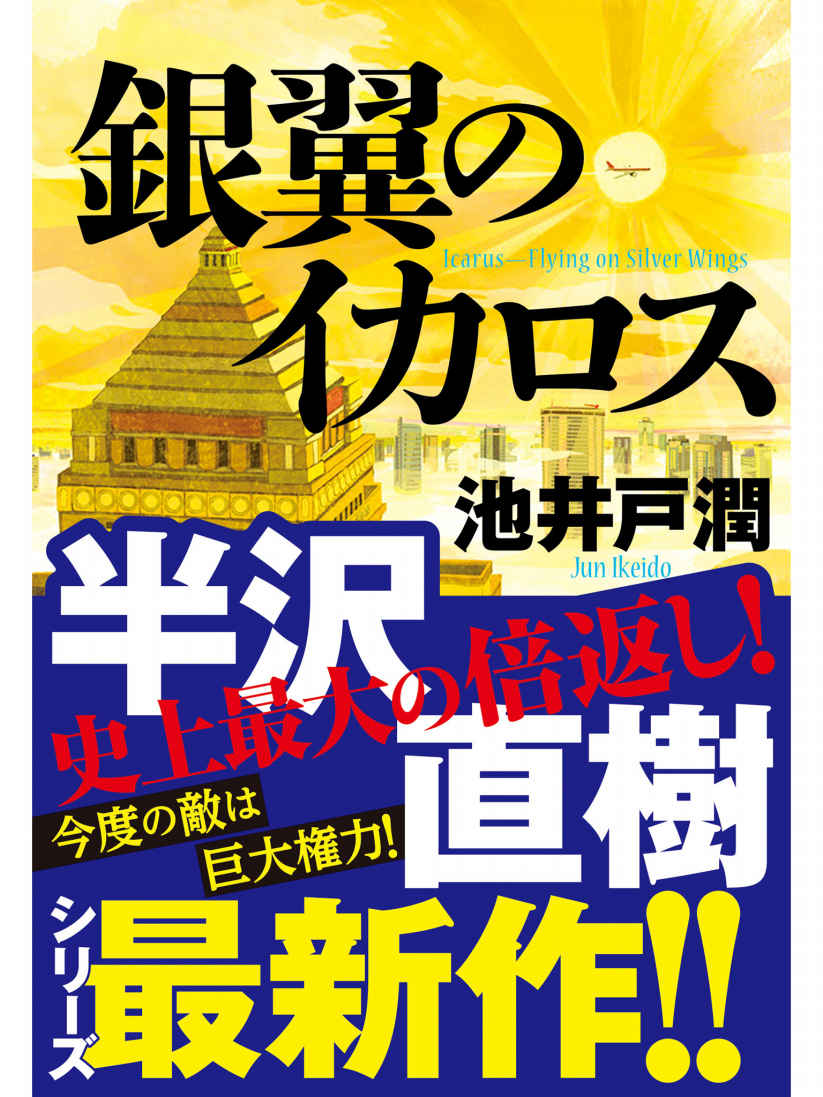 銀翼の
Icarus—Flying on Silver Wings
イカロス
池井戸潤
Jun Ikeido
半沢
史上最大の倍返し!
直樹
今度の敵は
巨大権力!
シリーズ
最新作!!